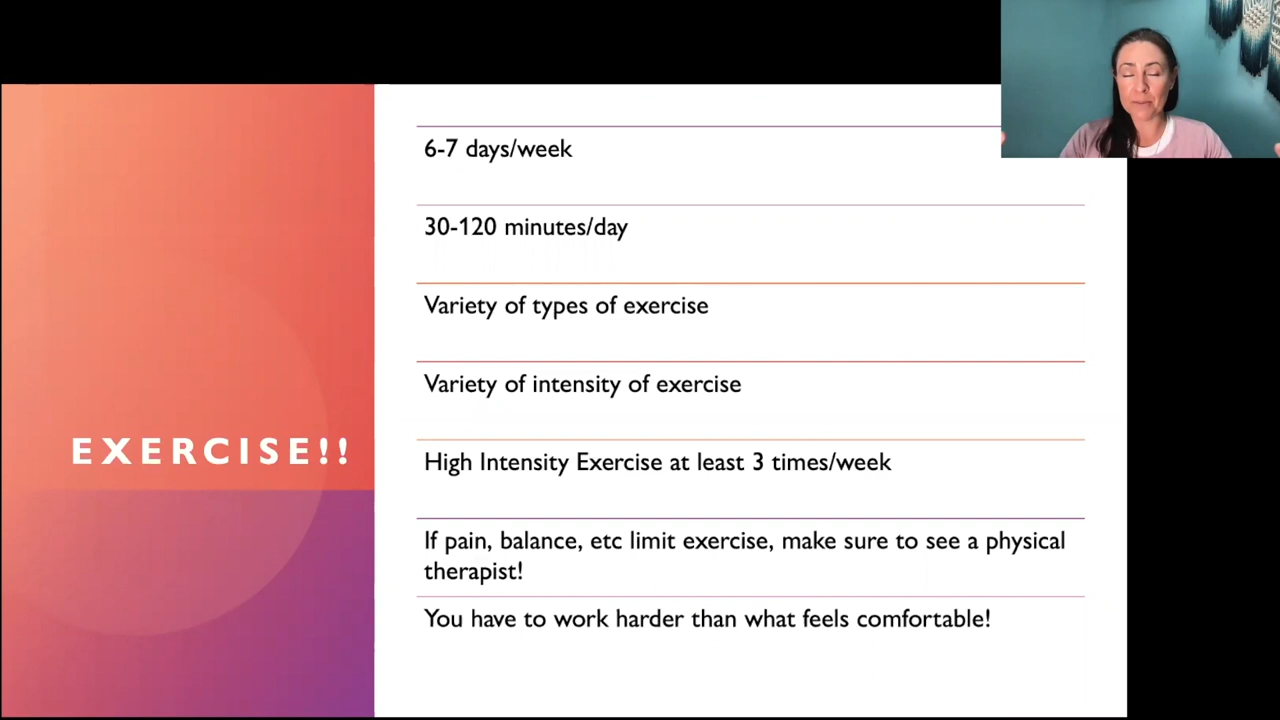 EXERCISE!!
6-7 days/week
30-120 minutes/day
Variety of types of exercise
Variety of intensity of exercise
High Intensity Exercise at least 3 times/week
If pain, balance, etc limit exercise, make sure to see a physical
therapist!
You have to work harder than what feels comfortable!